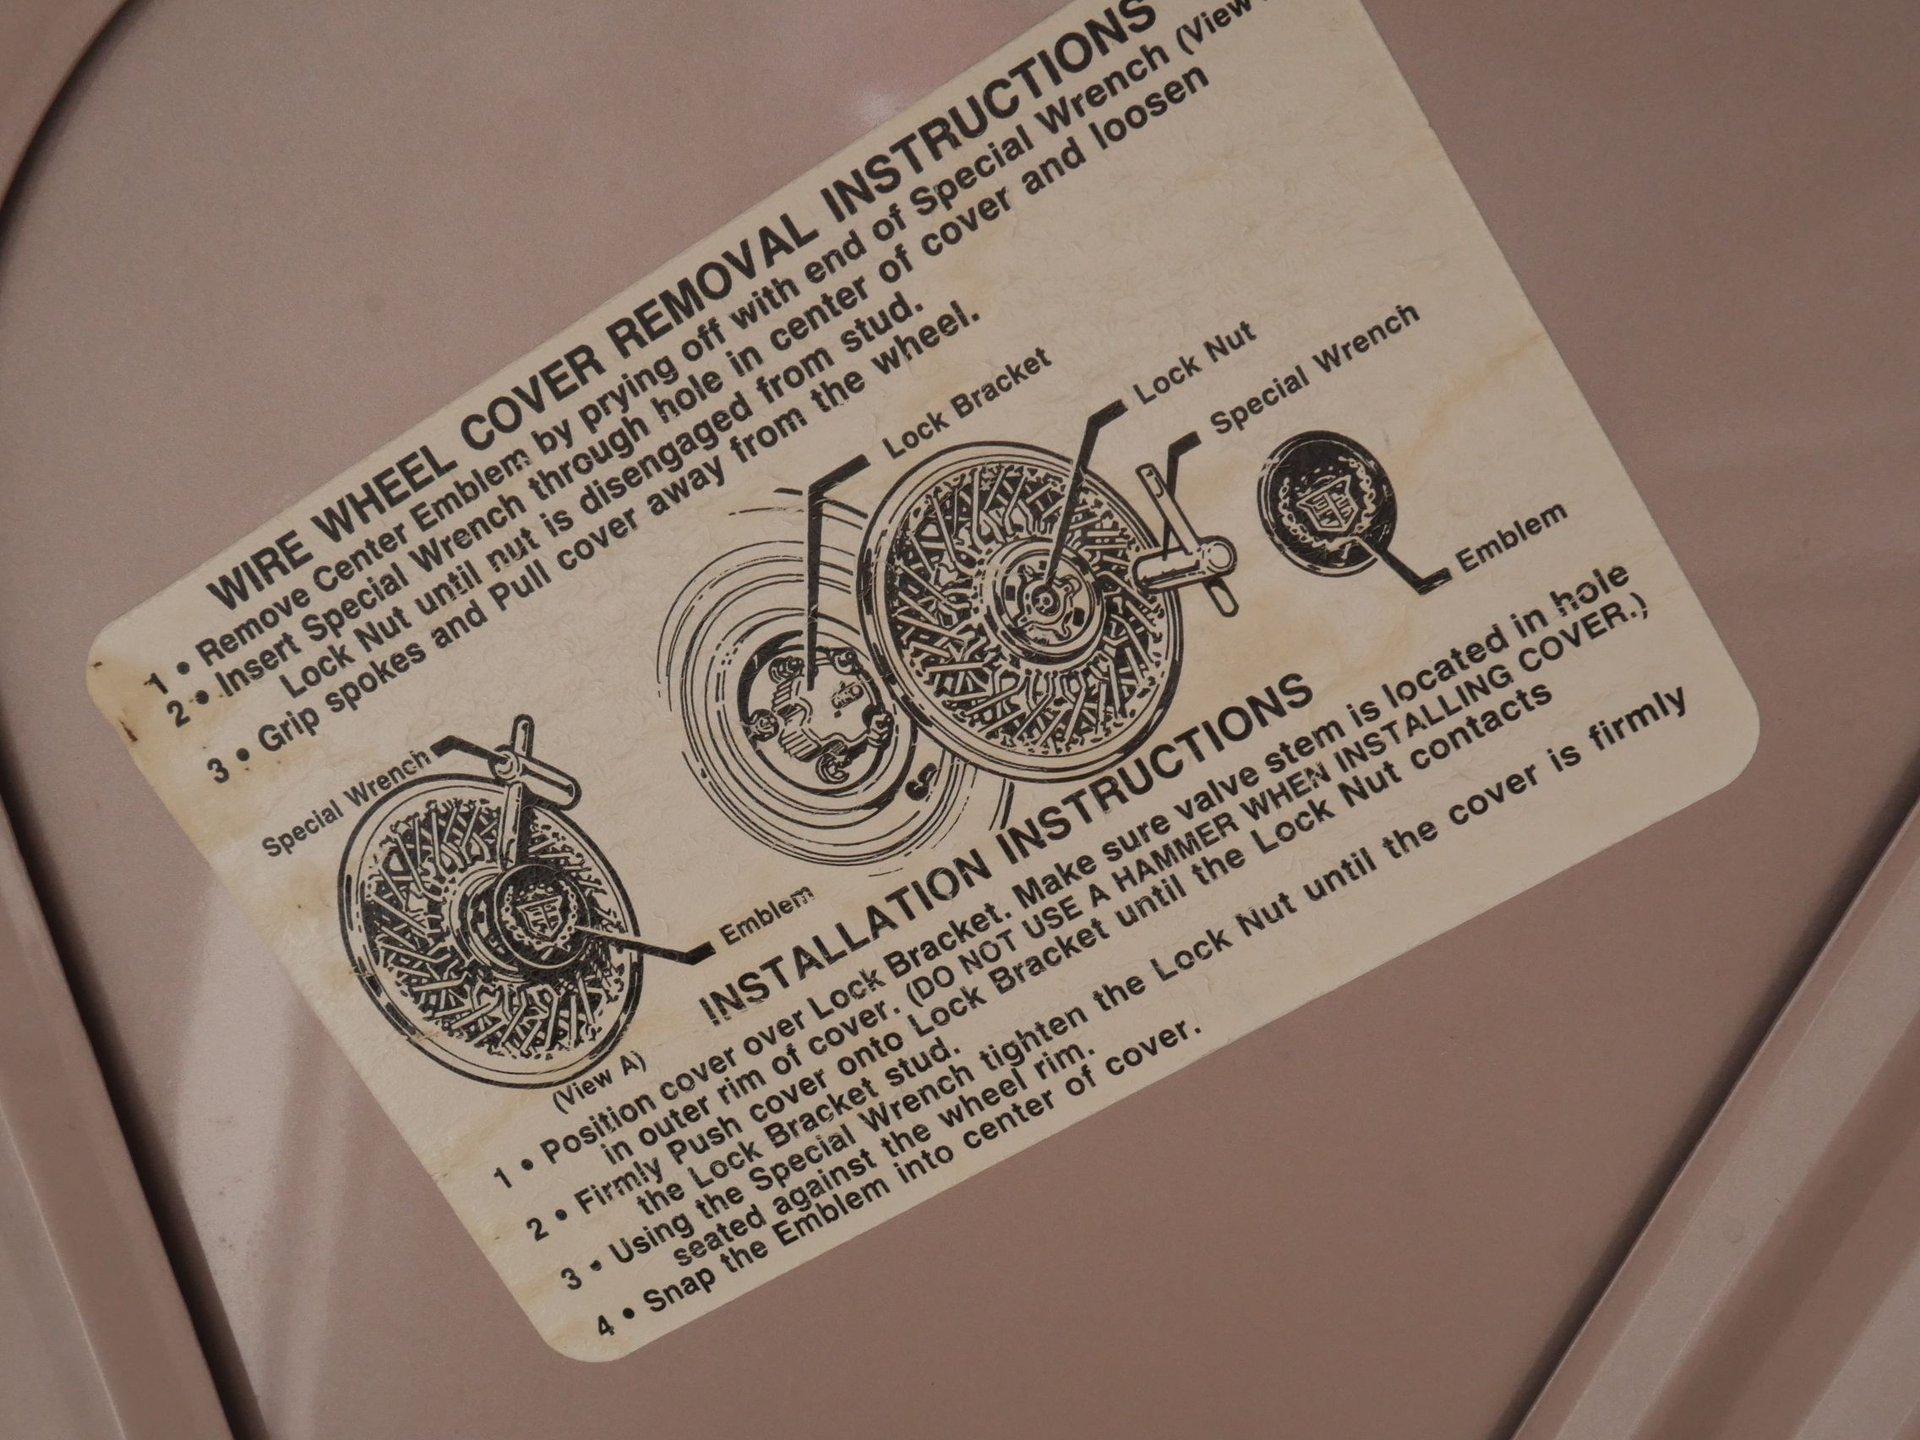 WIRE WHEEL COVER REMOVAL INSTRUCTIONS
1 • Remove Center Emblem by prying off with end of Special Wrench (View
2 • Insert Special Wrench through hole in center of cover and loosen
Lock Nut until nut is disengaged from stud.
3 • Grip spokes and Pull cover away from the wheel.
Lock Bracket
Lock Nut
Special Wrench
Emblem
Special Wrench
Emblem
(View A)
INSTALLATION INSTRUCTIONS
1 • Position cover over Lock Bracket. Make sure valve stem is located in hole
in outer rim of cover. (DO NOT USE A HAMMER WHEN INSTALLING COVER.)
2 • Firmly Push cover onto Lock Bracket until the Lock Nut contacts
the Lock Bracket stud.
3 • Using the Special Wrench tighten the Lock Nut until the cover is firmly
seated against the wheel rim.
4 • Snap the Emblem into center of cover.